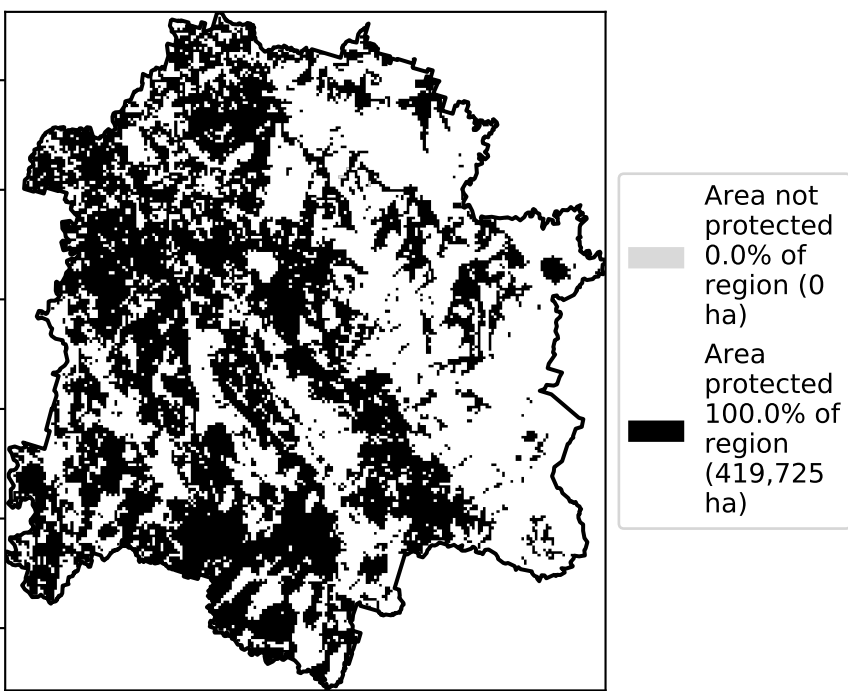 Area not
protected
0.0% of
region (0
ha)
Area
protected
100.0% of
region
(419,725
ha)